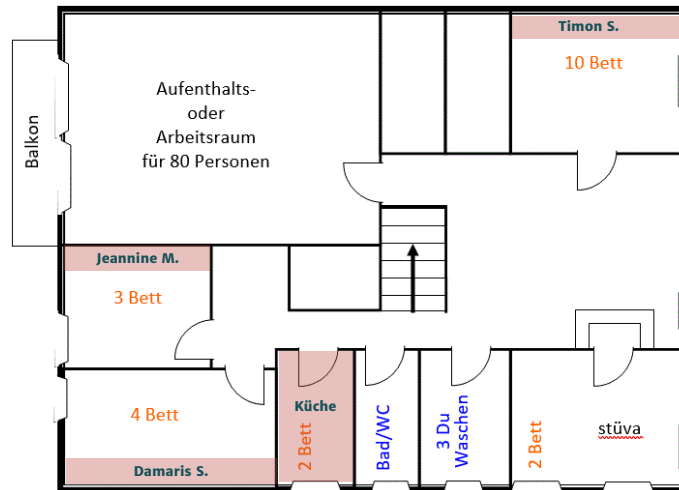 Timon S.
10 Bett
Aufenthalts-
oder
Arbeitsraum
für 80 Personen
Balkon
Jeannine M.
3 Bett
4 Bett
Damaris S.
Küche
2 Bett
Bad/WC
3 Du
Waschen
2 Bett
stüva